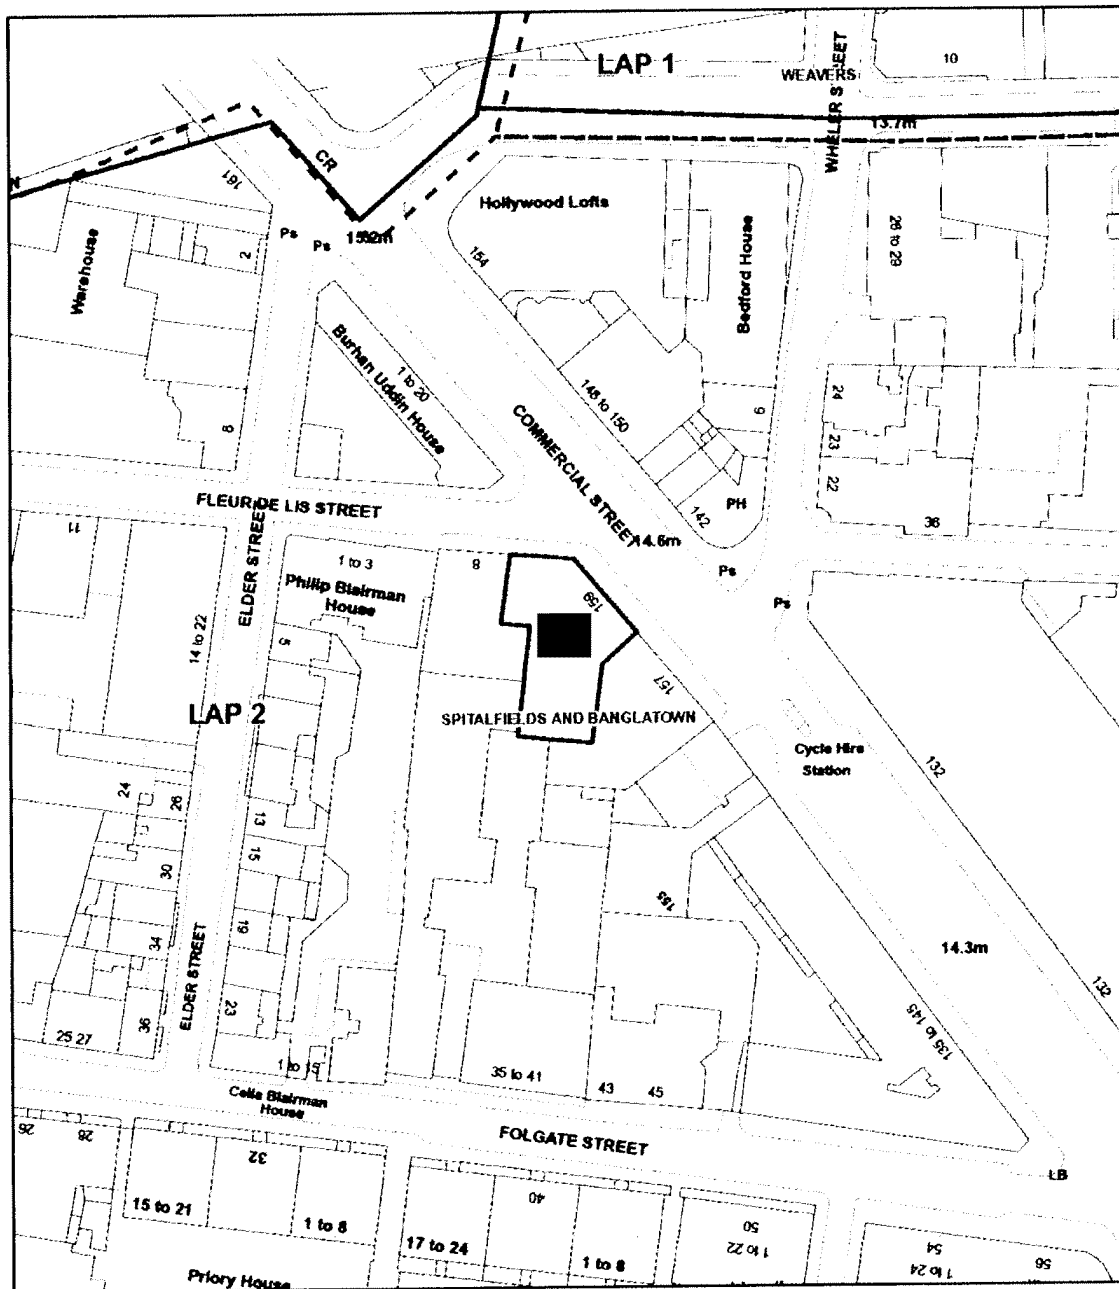 LAP 1
WEAVERS
10
WHELER STREET
13.7m
N
CR
161
Hollywood Lofts
Ps
Ps
154
Warehouse
2
Bedford House
26 to 29
Burhan Uddin House
1 to 20
148 to 150
COMMERCIAL STREET
9
24
23
22
8
142
PH
36
FLEUR DE LIS STREET
11
14.6m
ELDER STREET
1 to 3
8
Philip Blairman
House
159
Ps
Ps
14 to 22
5
157
LAP 2
SPITALFIELDS AND BANGLATOWN
Cycle Hire
Station
132
24
26
13
15
30
155
19
34
14.3m
ELDER STREET
23
36
25 27
132
135 to 145
1 to 15
35 to 41
43
45
Celia Blairman
House
FOLGATE STREET
LB
26
28
32
40
15 to 21
1 to 8
17 to 24
1 to 8
50
1 to 22
54
1 to 24
56
Priory House